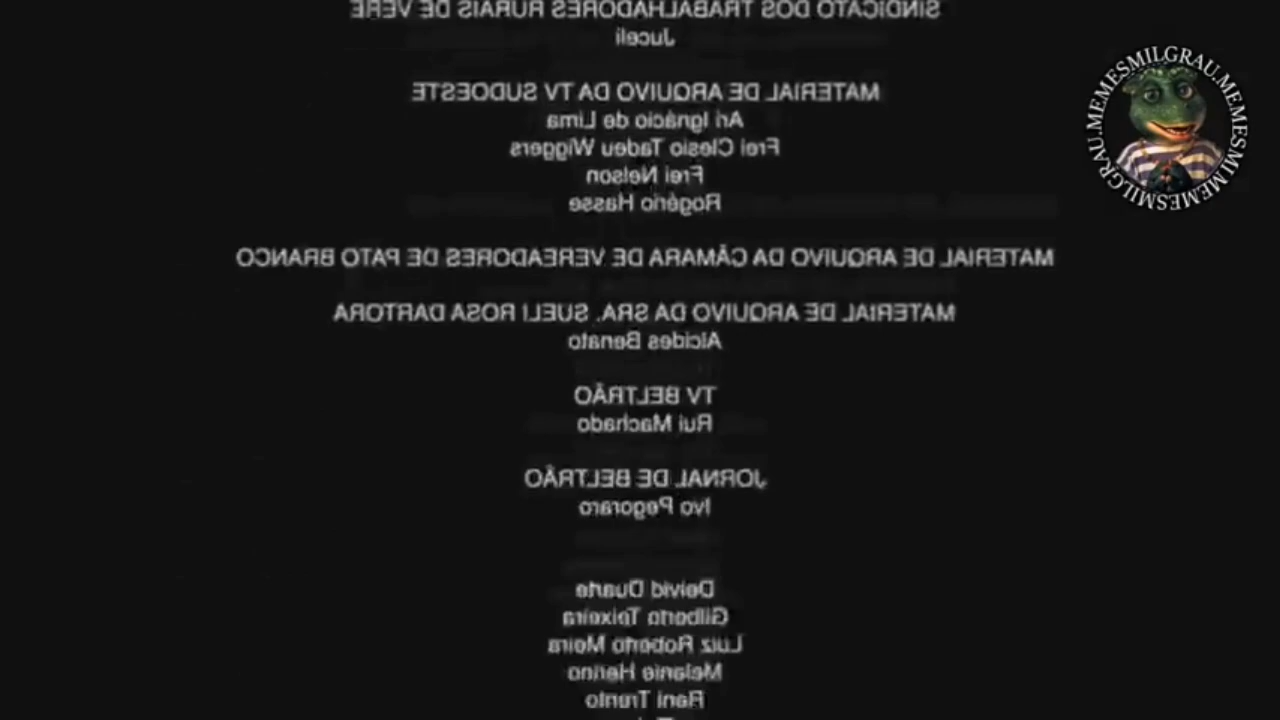 SINDICATO DOS TRABALHADORES RURAIS DE VERE
Juceli
MATERIAL DE ARQUIVO DA TV SUDOESTE
Ari Ignácio de Lima
Frei Clesio Tadeu Wiggers
Frei Nelson
Rogério Hasse
MATERIAL DE ARQUIVO DA CÂMARA DE VEREADORES DE PATO BRANCO
MATERIAL DE ARQUIVO DA SRA. SUELI ROSA DARTORA
Alcides Benato
TV BELTRÃO
Rui Machado
JORNAL DE BELTRÃO
Ivo Pegoraro
Deivid Duarte
Gilberto Teixeira
Luiz Roberto Meira
Melanie Herino
Reni Trento
MEMESMILGRAU.MEMESMI MEMESMILGRAU.